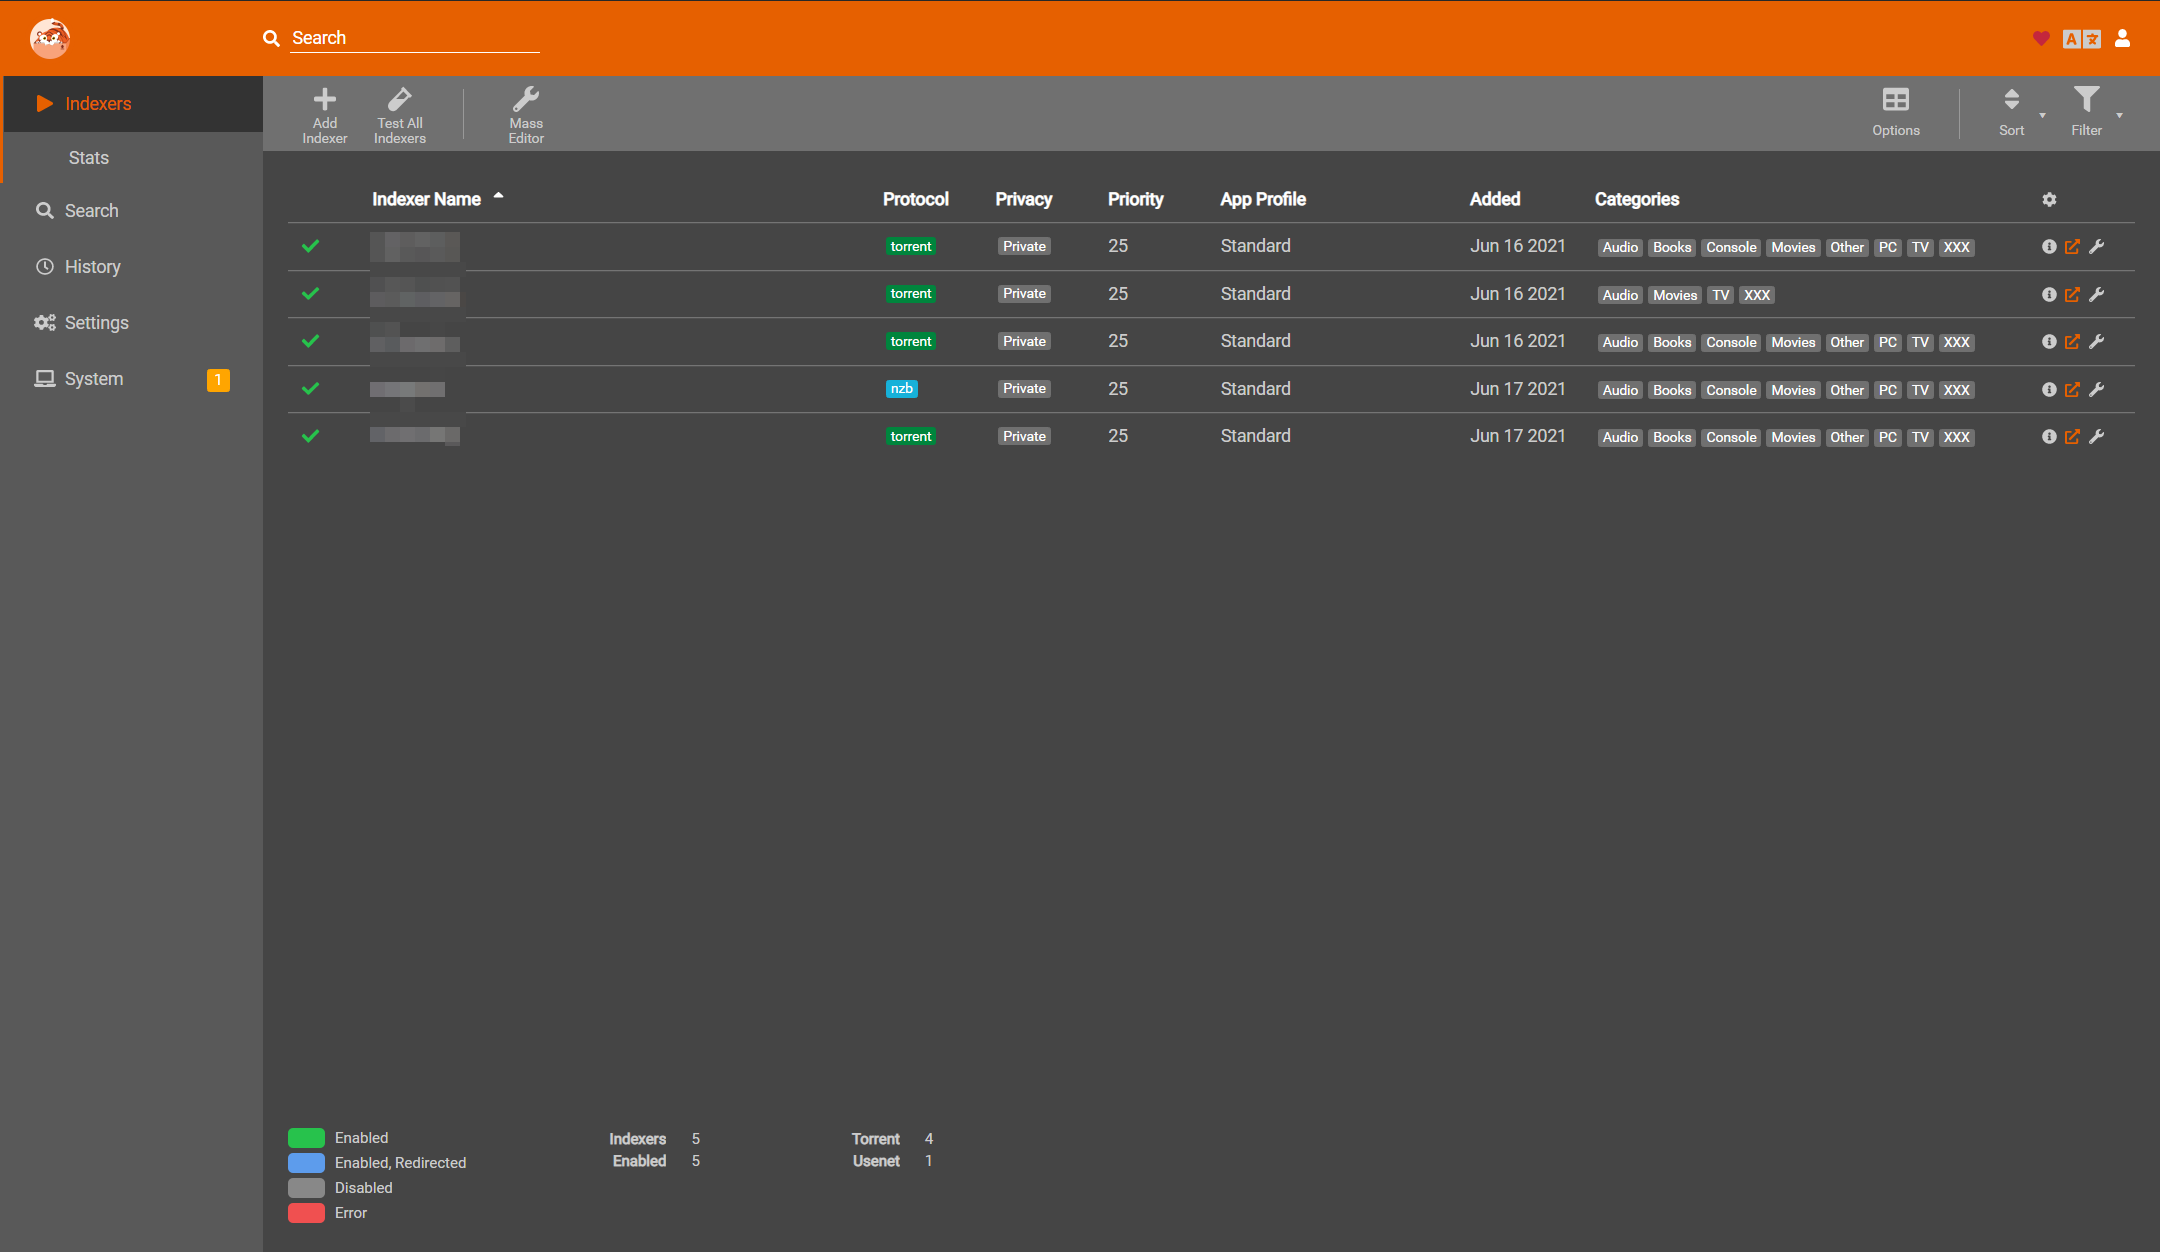 Search
A
Indexers
Stats
Search
History
Settings
System 1
Add Indexer
Test All Indexers
Mass Editor
Options
Sort
Filter
Indexer Name Protocol Privacy Priority App Profile Added Categories
torrent Private 25 Standard Jun 16 2021 Audio Books Console Movies Other PC TV XXX
torrent Private 25 Standard Jun 16 2021 Audio Movies TV XXX
torrent Private 25 Standard Jun 16 2021 Audio Books Console Movies Other PC TV XXX
nzb Private 25 Standard Jun 17 2021 Audio Books Console Movies Other PC TV XXX
torrent Private 25 Standard Jun 17 2021 Audio Books Console Movies Other PC TV XXX
Enabled
Enabled, Redirected
Disabled
Error
Indexers 5
Enabled 5
Torrent 4
Usenet 1